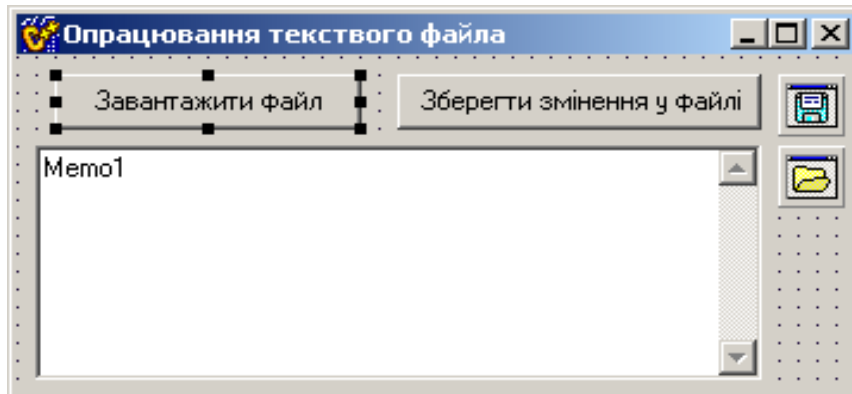 Опрацювання текствого файла
Завантажити файл
Зберегти змінення у файлі
Memo1